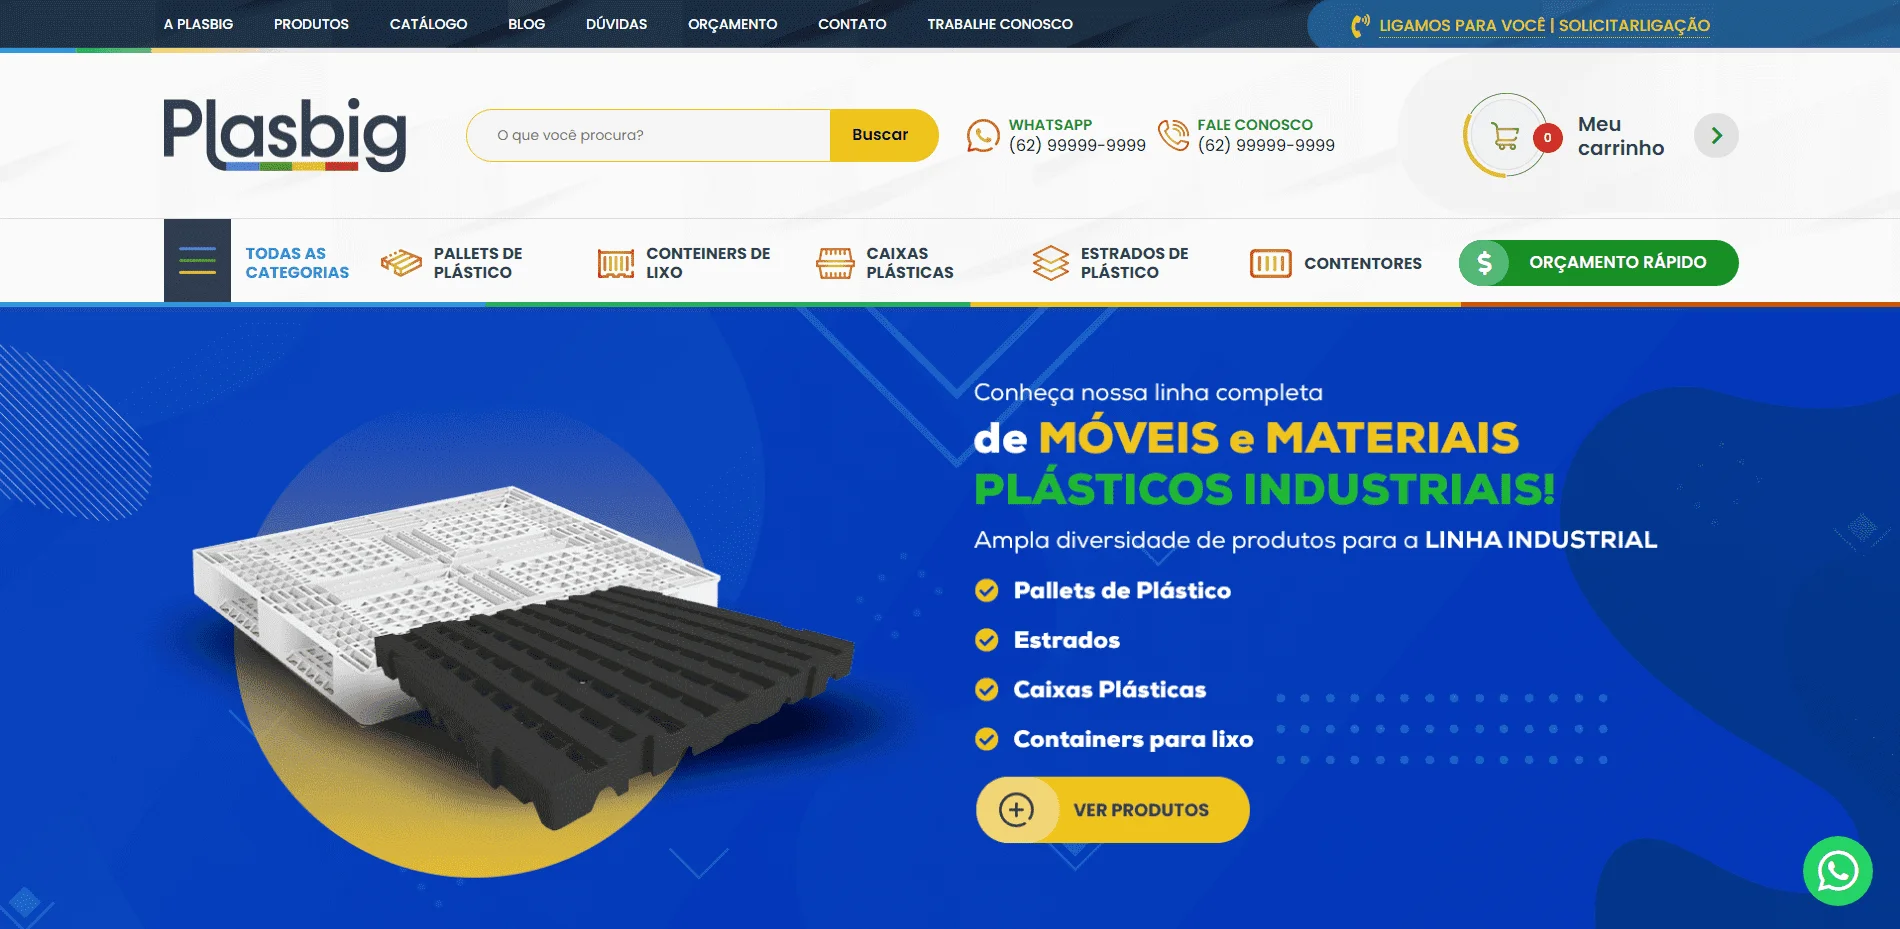 A PLASBIG PRODUTOS CATÁLOGO BLOG DÚVIDAS ORÇAMENTO CONTATO TRABALHE CONOSCO
LIGAMOS PARA VOCÊ | SOLICITARLIGAÇÃO
Plasbig
O que você procura?
Buscar
WHATSAPP
(62) 99999-9999
FALE CONOSCO
(62) 99999-9999
0
Meu
carrinho
TODAS AS
CATEGORIAS
PALLETS DE
PLÁSTICO
CONTEINERS DE
LIXO
CAIXAS
PLÁSTICAS
ESTRADOS DE
PLÁSTICO
CONTENTORES
$
ORÇAMENTO RÁPIDO
Conheça nossa linha completa
de MÓVEIS e MATERIAIS
PLÁSTICOS INDUSTRIAIS!
Ampla diversidade de produtos para a LINHA INDUSTRIAL
Pallets de Plástico
Estrados
Caixas Plásticas
Containers para lixo
VER PRODUTOS